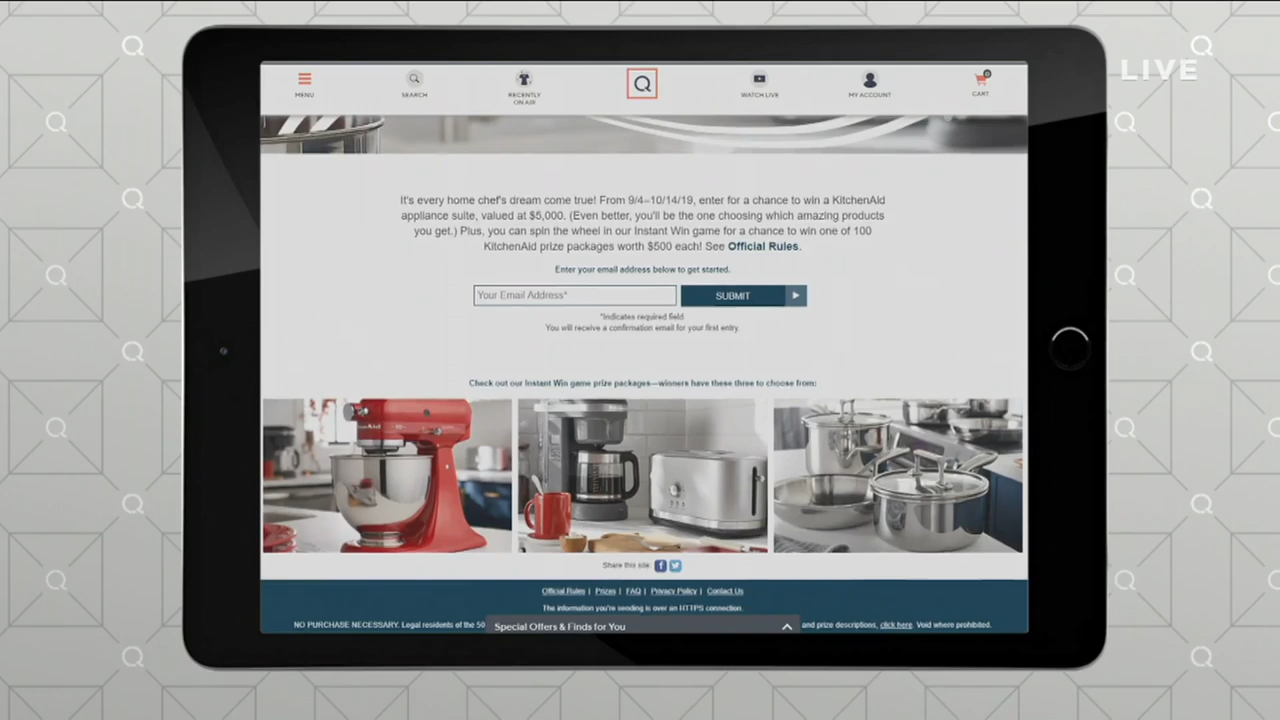 LIVE
MENU
SEARCH
RECENTLY
ON AIR
Q
WATCH LIVE
MY ACCOUNT
0
CART
It's every home chef's dream come true! From 9/4–10/14/19, enter for a chance to win a KitchenAid
appliance suite, valued at $5,000. (Even better, you'll be the one choosing which amazing products
you get.) Plus, you can spin the wheel in our Instant Win game for a chance to win one of 100
KitchenAid prize packages worth $500 each! See Official Rules.
Enter your email address below to get started.
Your Email Address*
SUBMIT
*Indicates required field
You will receive a confirmation email for your first entry.
Check out our Instant Win game prize packages—winners have these three to choose from:
Share this site:
Official Rules | Prizes | FAQ | Privacy Policy | Contact Us
The information you're sending is over an HTTPS connection.
NO PURCHASE NECESSARY. Legal residents of the 50
Special Offers & Finds for You
and prize descriptions, click here. Void where prohibited.